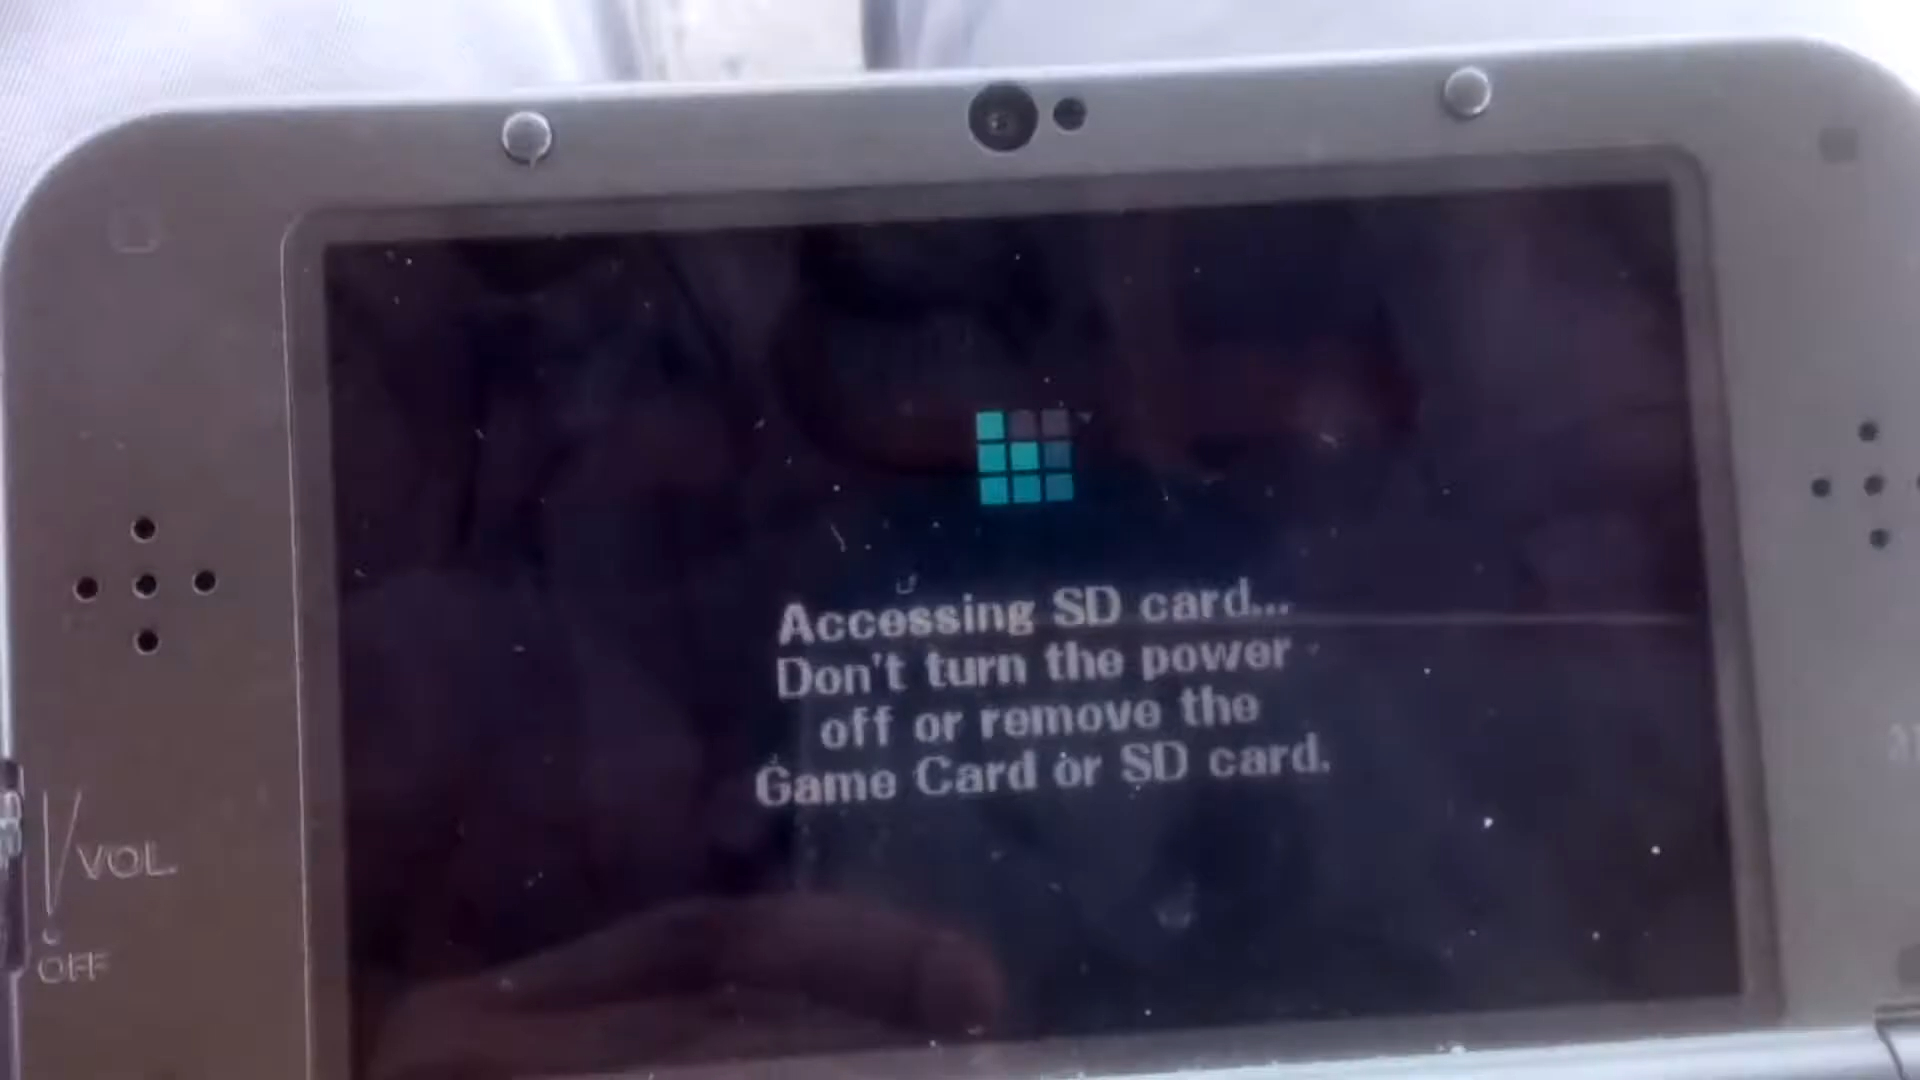 Accessing SD card...
Don't turn the power
off or remove the
Game Card or SD card.
VOL
OFF